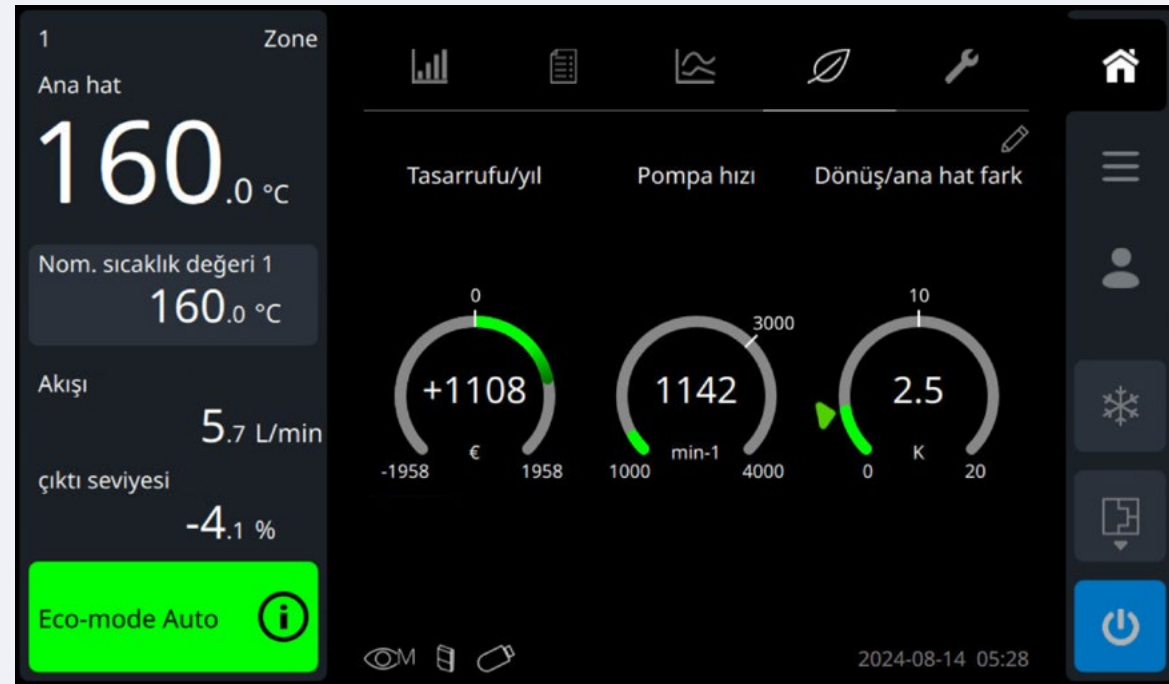 1 Zone
Ana hat
160.0 °C
Nom. sıcaklık değeri 1
160.0 °C
Akışı
5.7 L/min
çıktı seviyesi
-4.1 %
Eco-mode Auto i
Tasarrufu/yıl
0
+1108
€
-1958 1958
Pompa hızı
3000
1142
min-1
1000 4000
Dönüş/ana hat fark
10
2.5
K
0 20
M
2024-08-14 05:28